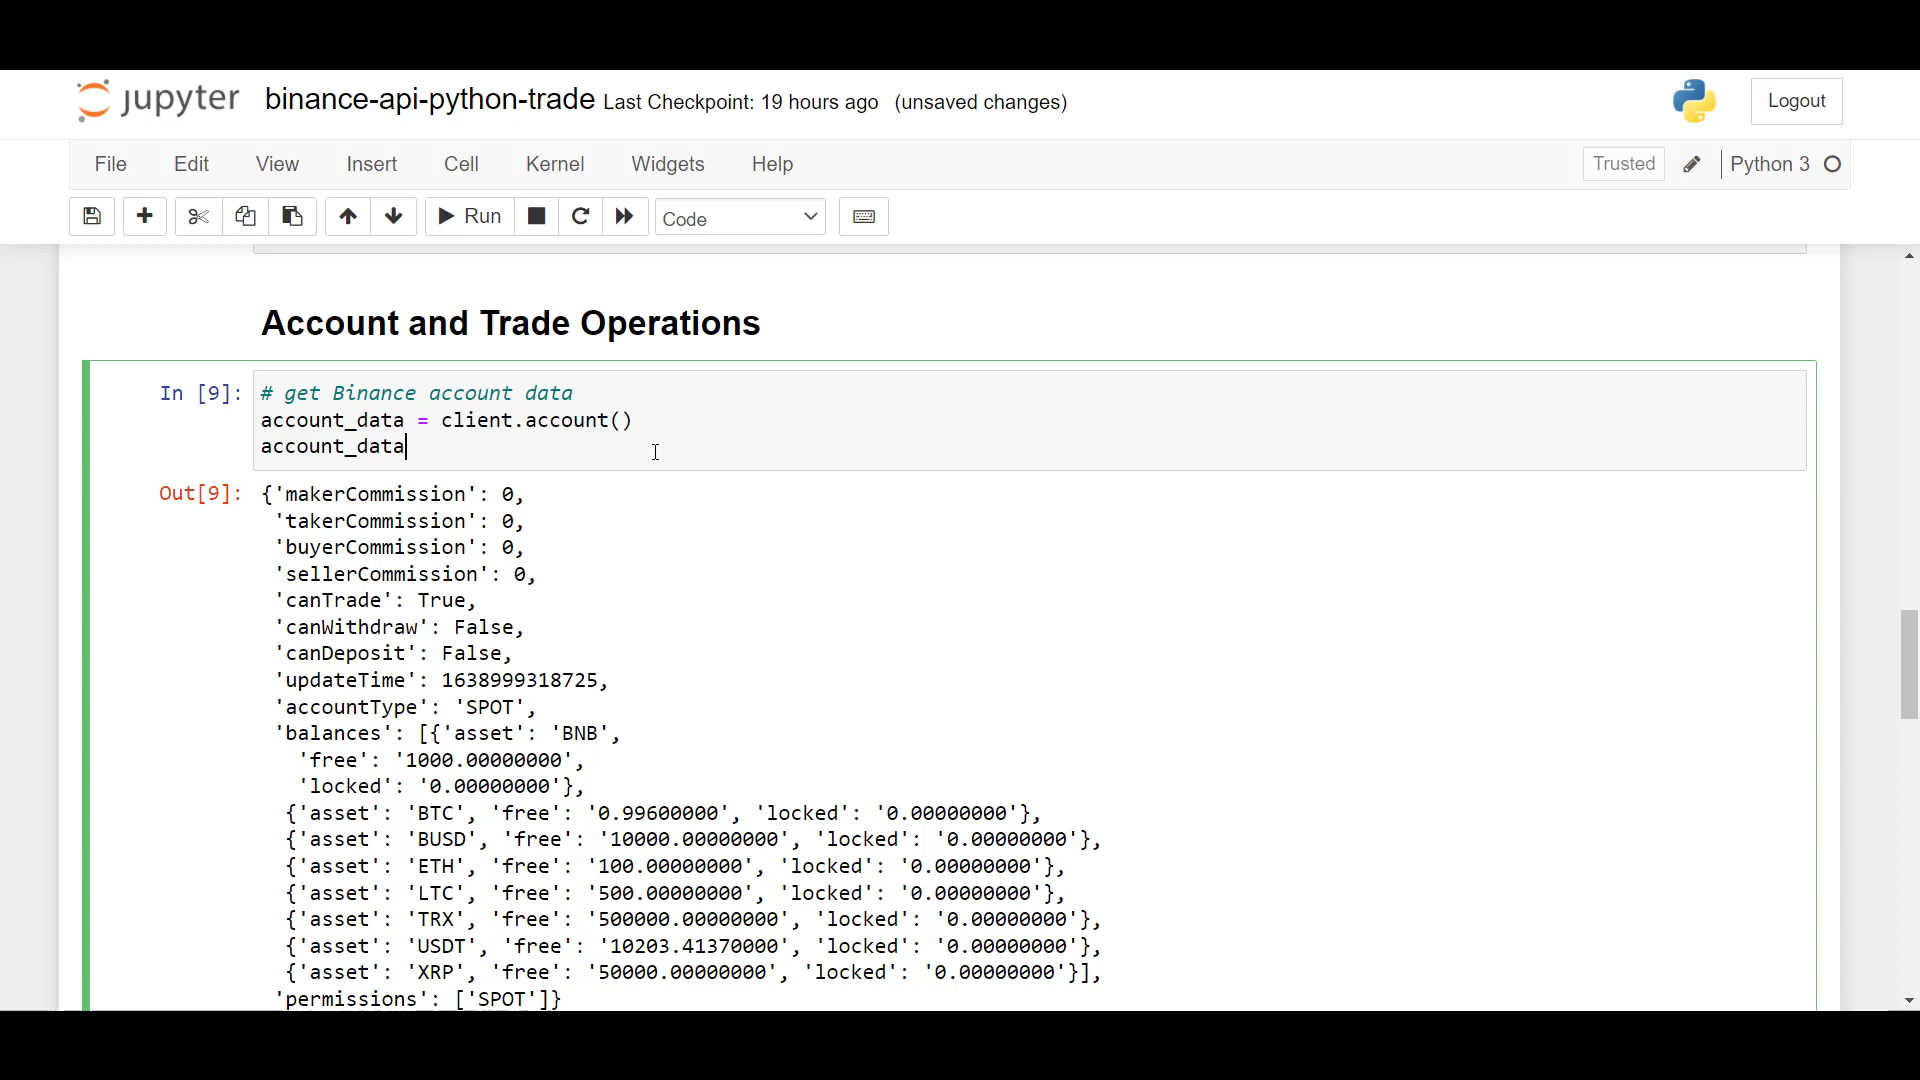 jupyter binance-api-python-trade Last Checkpoint: 19 hours ago (unsaved changes) Logout
File Edit View Insert Cell Kernel Widgets Help Trusted Python 3
Run Code
Account and Trade Operations
In [9]: # get Binance account data
account_data = client.account()
account_data
Out[9]: {'makerCommission': 0,
'takerCommission': 0,
'buyerCommission': 0,
'sellerCommission': 0,
'canTrade': True,
'canWithdraw': False,
'canDeposit': False,
'updateTime': 1638999318725,
'accountType': 'SPOT',
'balances': [{'asset': 'BNB',
'free': '1000.00000000',
'locked': '0.00000000'},
{'asset': 'BTC', 'free': '0.99600000', 'locked': '0.00000000'},
{'asset': 'BUSD', 'free': '10000.00000000', 'locked': '0.00000000'},
{'asset': 'ETH', 'free': '100.00000000', 'locked': '0.00000000'},
{'asset': 'LTC', 'free': '500.00000000', 'locked': '0.00000000'},
{'asset': 'TRX', 'free': '500000.00000000', 'locked': '0.00000000'},
{'asset': 'USDT', 'free': '10203.41370000', 'locked': '0.00000000'},
{'asset': 'XRP', 'free': '50000.00000000', 'locked': '0.00000000'}],
'permissions': ['SPOT']}